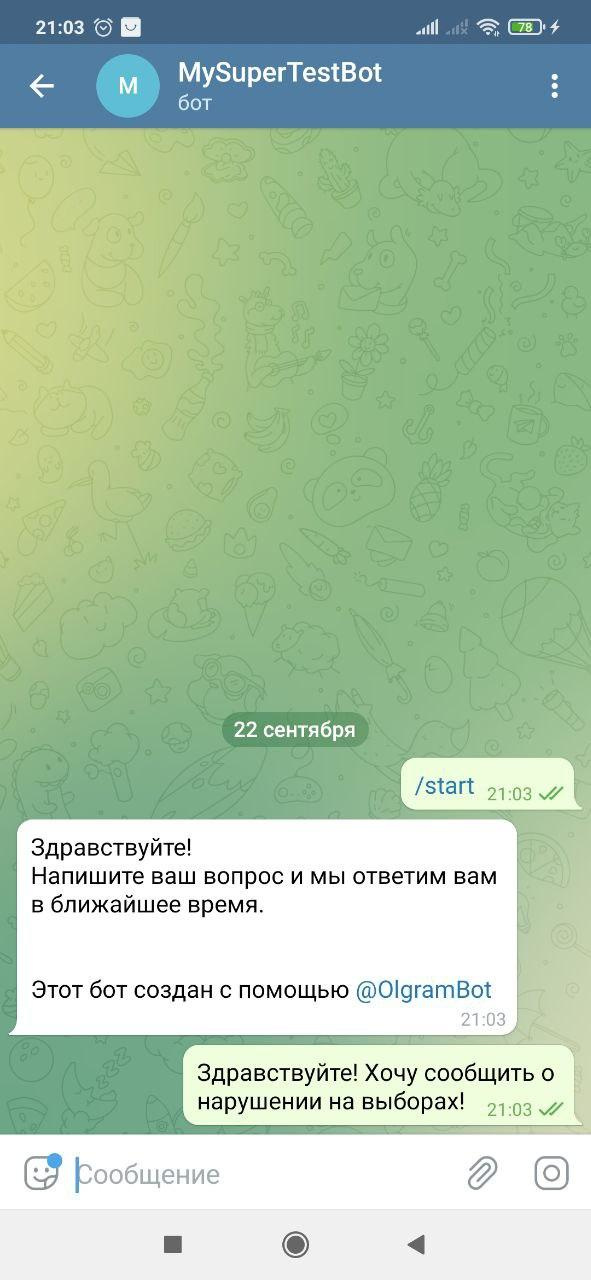 21:03
78
M
MySuperTestBot
бот
22 сентября
/start
21:03
Здравствуйте!
Напишите ваш вопрос и мы ответим вам
в ближайшее время.
Этот бот создан с помощью @OlgramBot
21:03
Здравствуйте! Хочу сообщить о
нарушении на выборах!
21:03
Сообщение